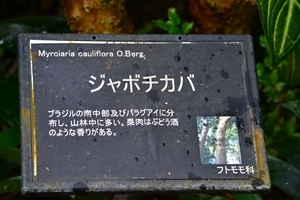 Myrciaria cauliflora O.Berg.
ジャボチカバ
ブラジルの南中部及びパラグアイに分
布し、山林中に多い。果肉はぶどう酒
のような香りがある。
フトモモ科